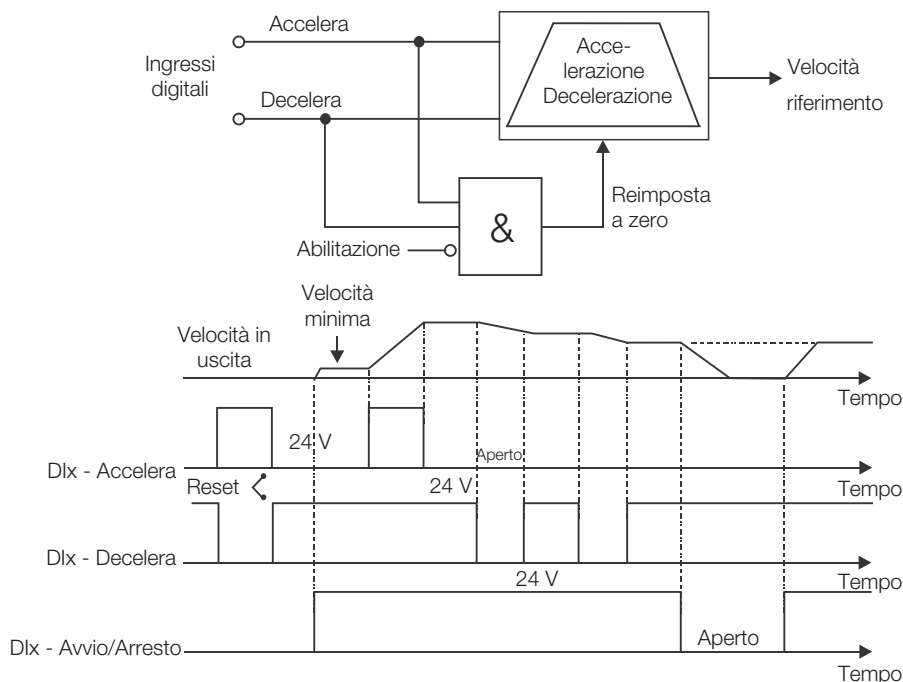 Accelera
Ingressi
digitali
Decelera
Acce-
lerazione
Decelerazione
Velocità
riferimento
Reimposta
a zero
&
Abilitazione
Velocità
minima
Velocità in
uscita
Tempo
24 V
Aperto
DIx - Accelera
Reset
24 V
Tempo
DIx - Decelera
24 V
Tempo
Aperto
DIx - Avvio/Arresto
Tempo